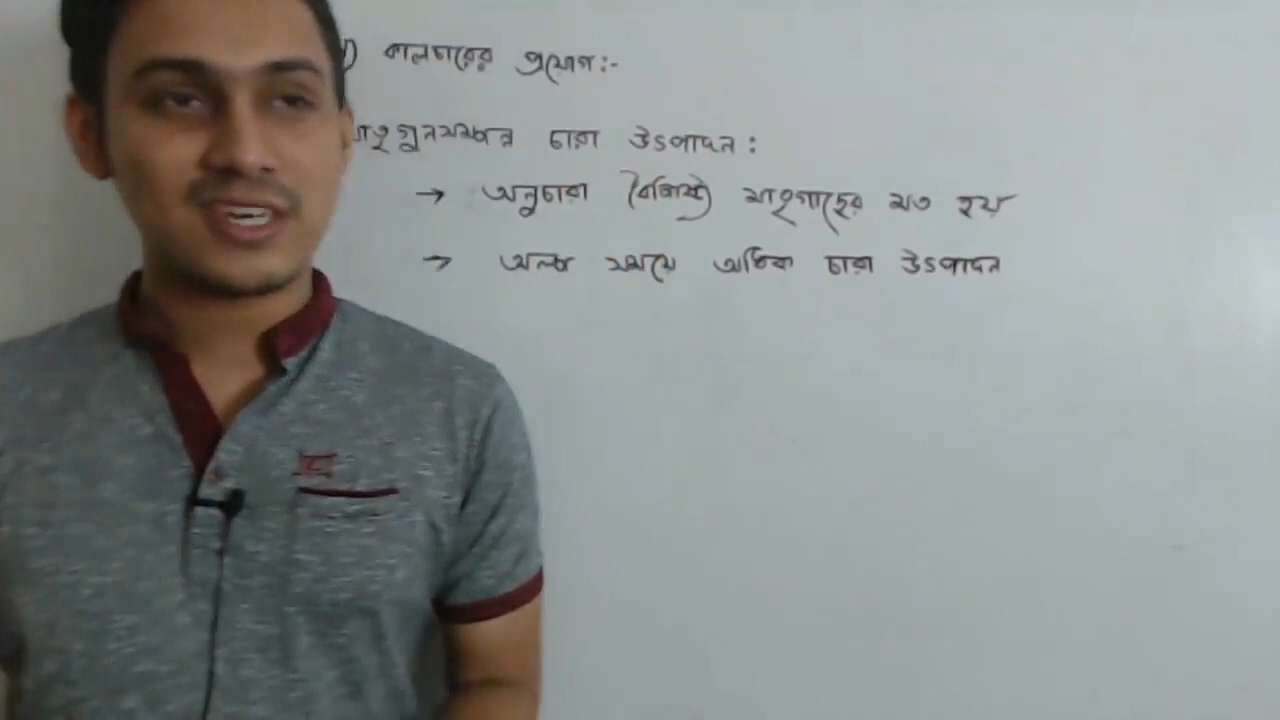 কালচারের প্রয়োগ:-
মাতৃগুনসম্পন্ন চারা উৎপাদন:
→ অনুচারা বৈশিষ্ট্যে মাতৃগাছের মত হয়
→ অল্প সময়ে অধিক চারা উৎপাদন